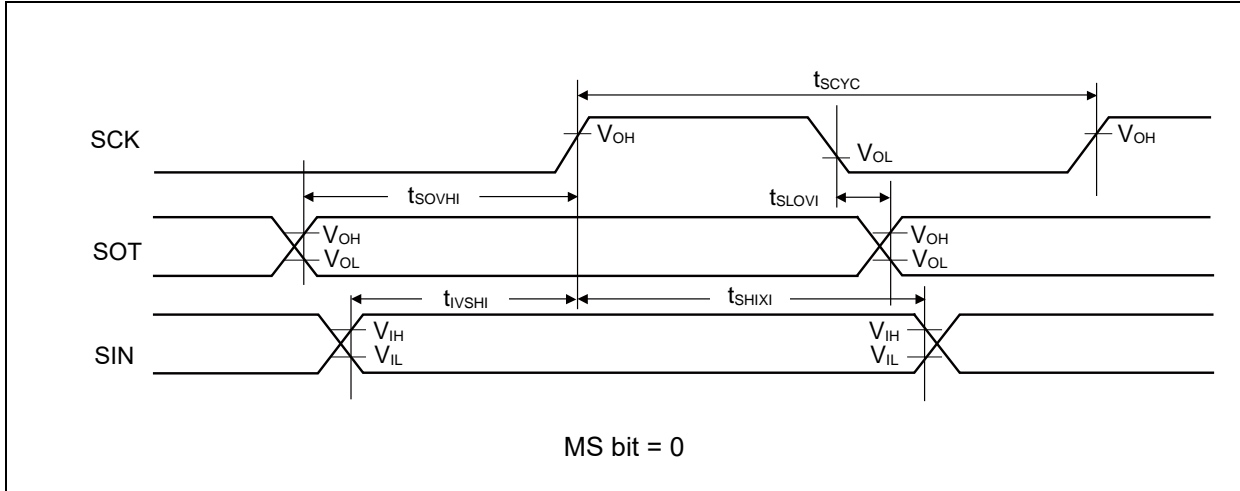 tSCYC
SCK
VOH
VOL
VOH
tSOVHI
tSLOVI
SOT
VOH
VOL
VOH
VOL
tIVSHI
tSHIXI
SIN
VIH
VIL
VIH
VIL
MS bit = 0